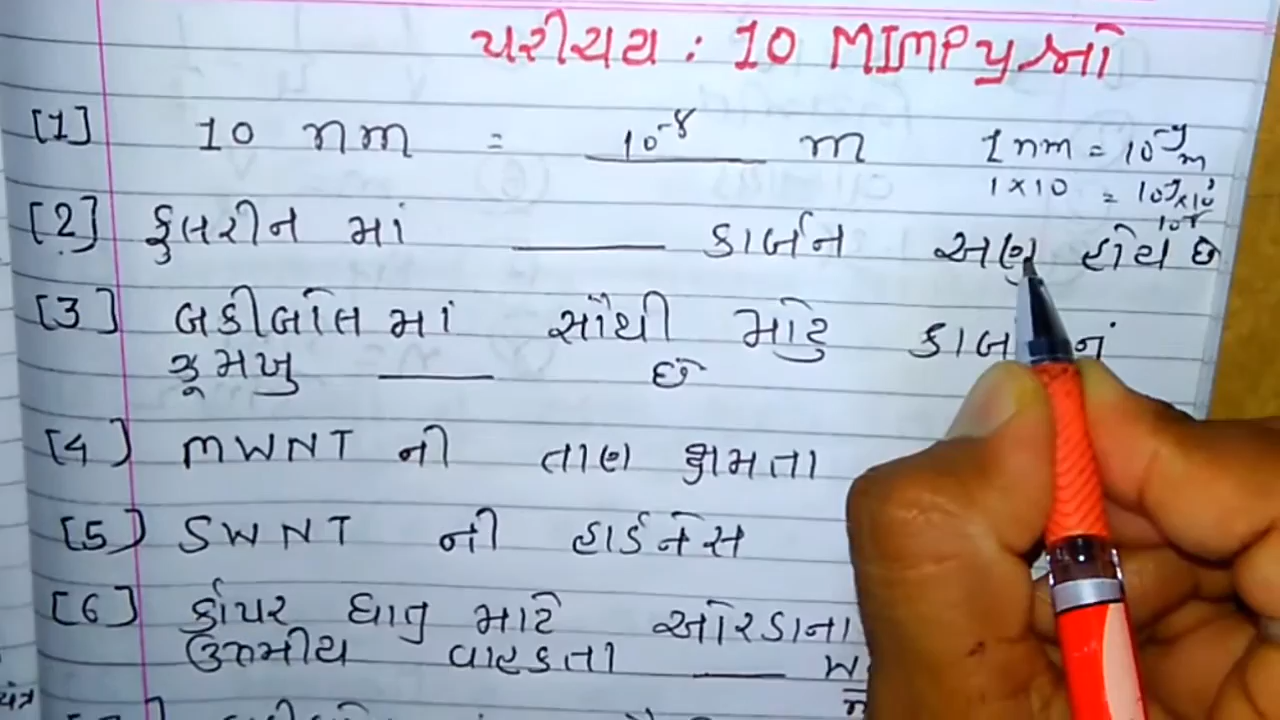 પરીચય : 10 MIMP પ્રશ્નો
[1] 10 nm = 10⁻⁸ m 1 nm = 10⁻⁹ m
1 × 10 = 10⁻⁹ × 10¹
10⁻⁸
[2] ફુલરીન માં ______ કાર્બન અણુ હોય છે
[3] બકીબોલ માં સૌથી મોટુ
ઝૂમખુ ______ છે
[4] MWNT ની તાણ ક્ષમતા
[5] SWNT ની હાર્ડનેસ
[6] કોપર ધાતુ માટે ઓરડાના
ઉષ્મીય વાહકતા ______